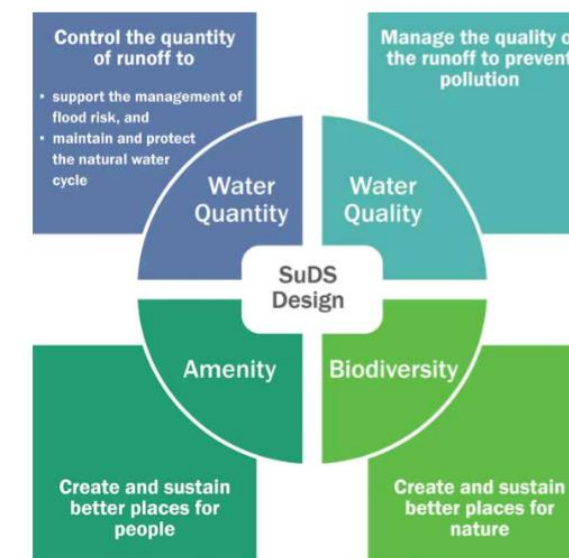 Control the quantity
of runoff to
• support the management of
flood risk, and
• maintain and protect
the natural water
cycle
Manage the quality o
the runoff to prevent
pollution
Water
Quantity
Water
Quality
SuDS
Design
Amenity
Biodiversity
Create and sustain
better places for
people
Create and sustain
better places for
nature